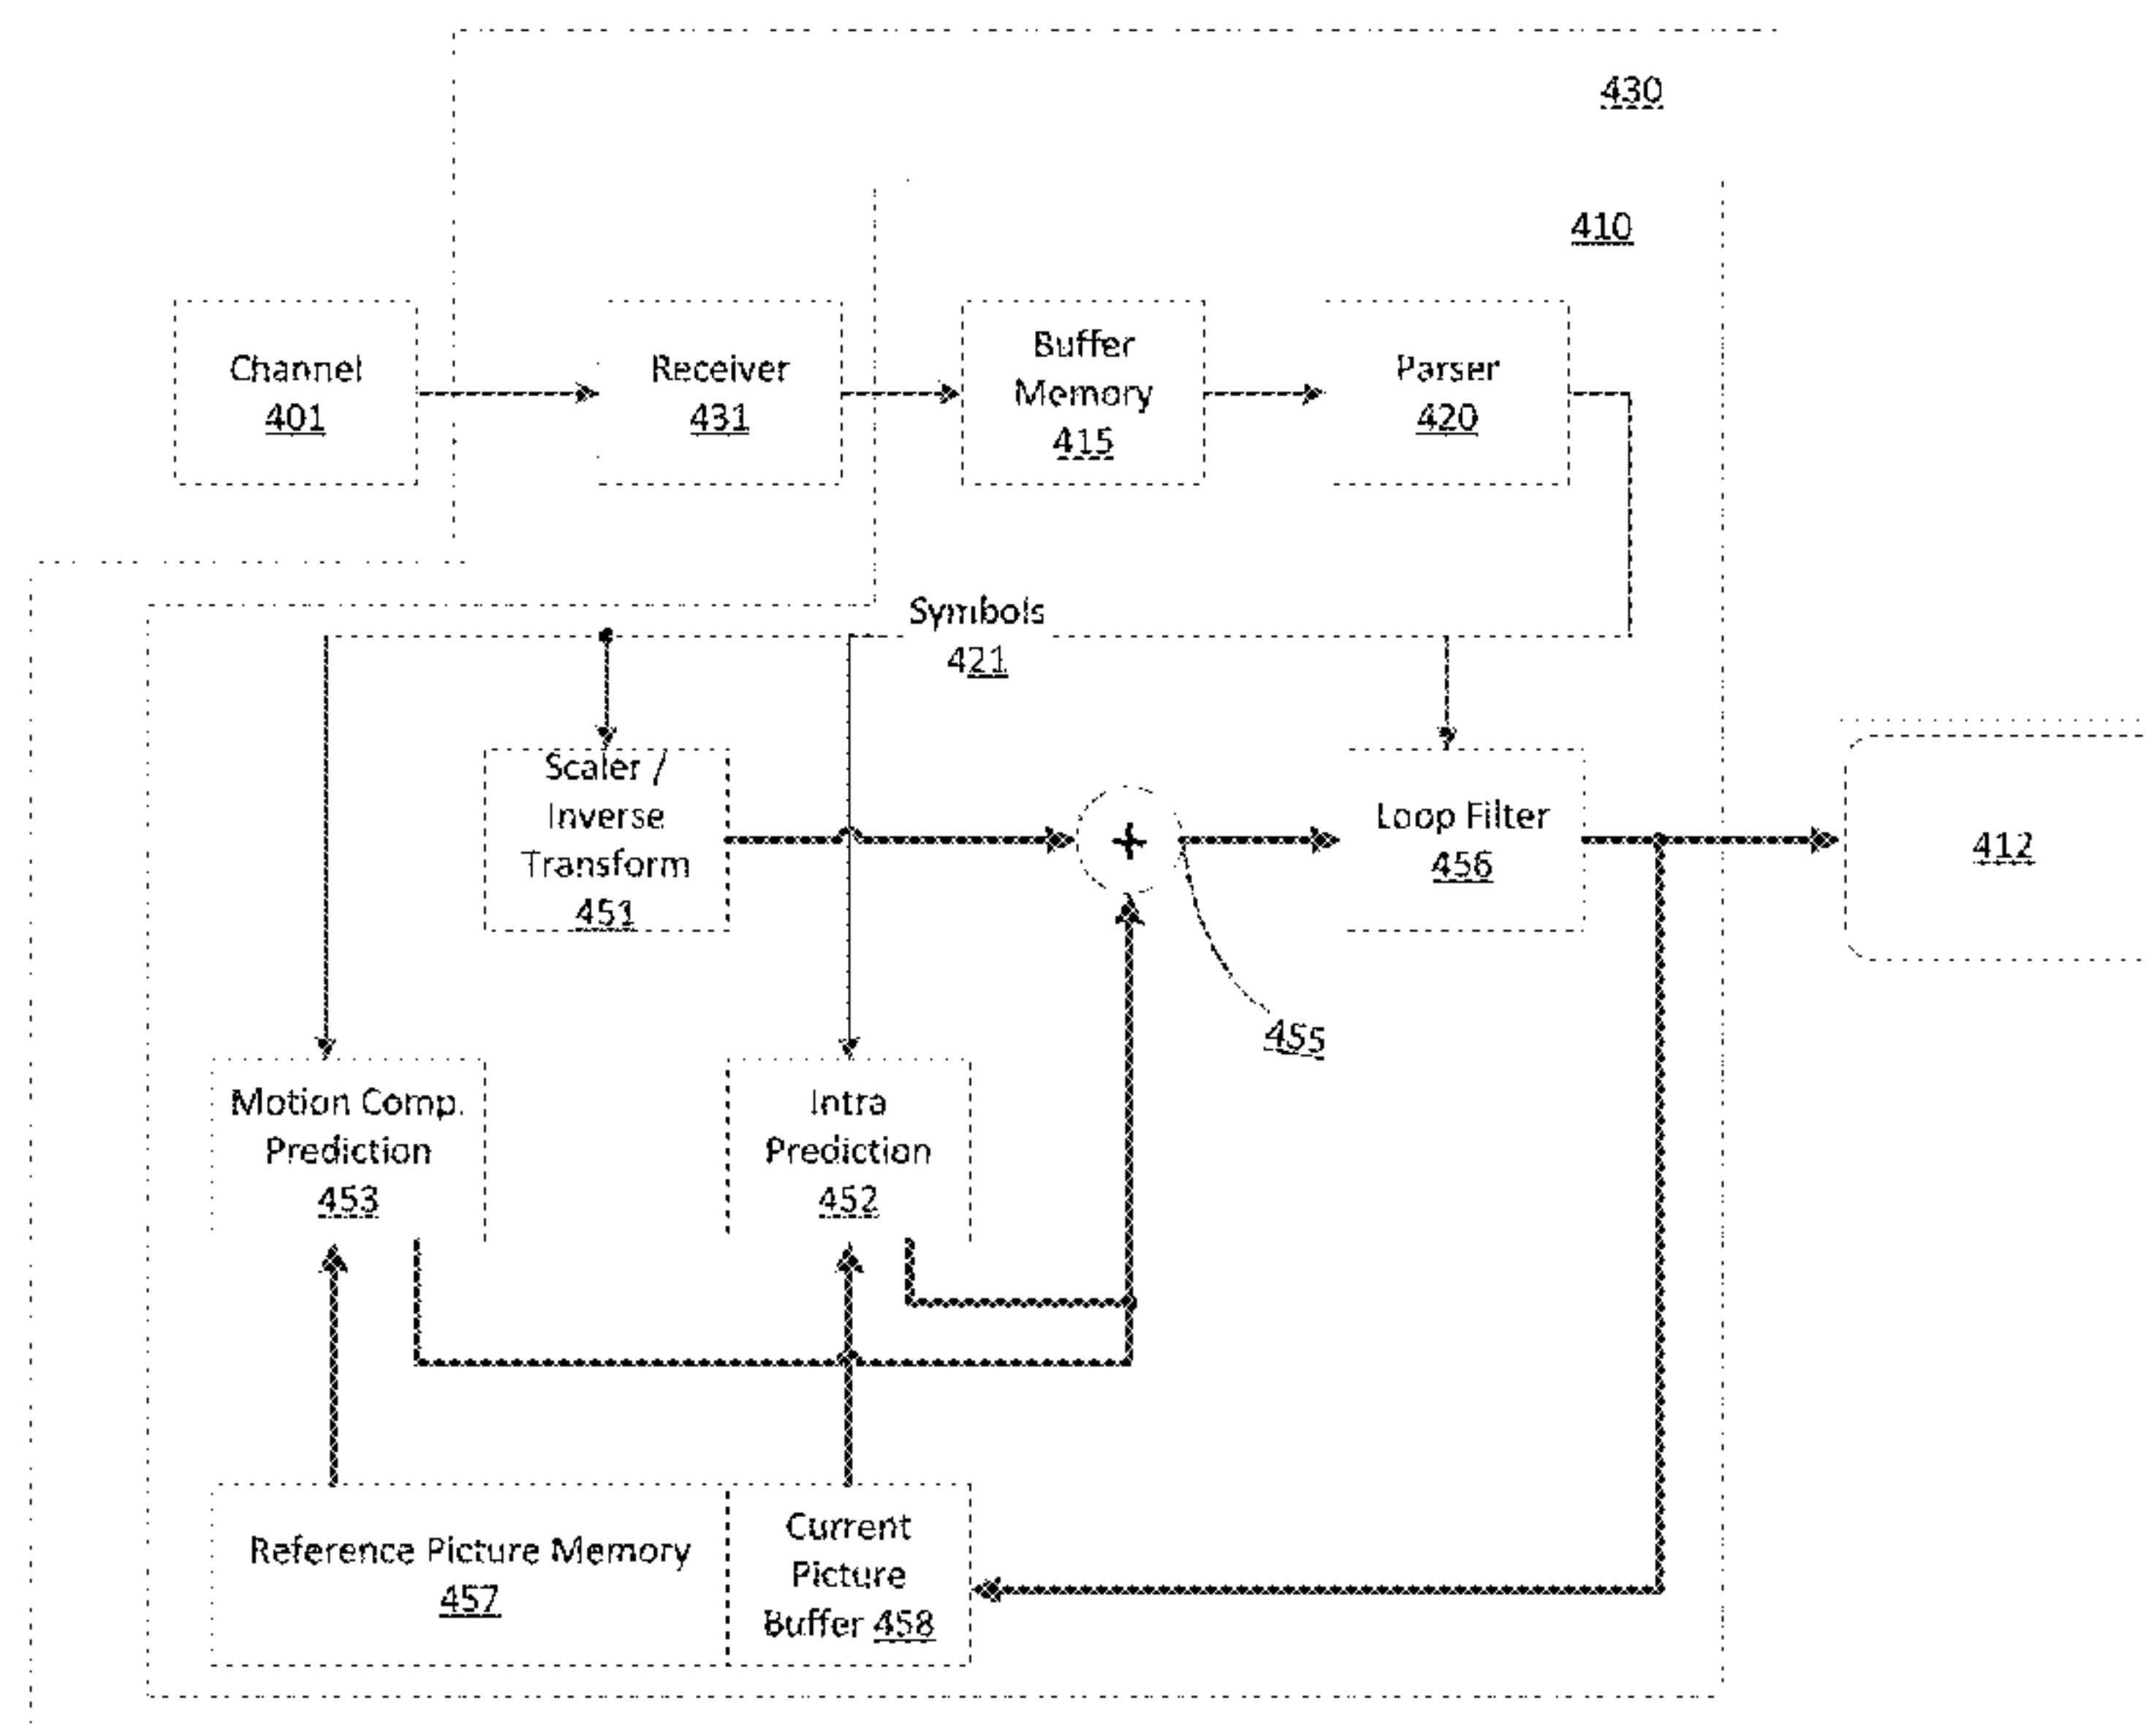 430
410
Channel
401
Receiver
431
Buffer
Memory
415
Parser
420
Symbols
421
Scaler /
Inverse
Transform
451
+
Loop Filter
456
412
455
Motion Comp.
Prediction
453
Intra
Prediction
452
Reference Picture Memory
457
Current
Picture
Buffer 458